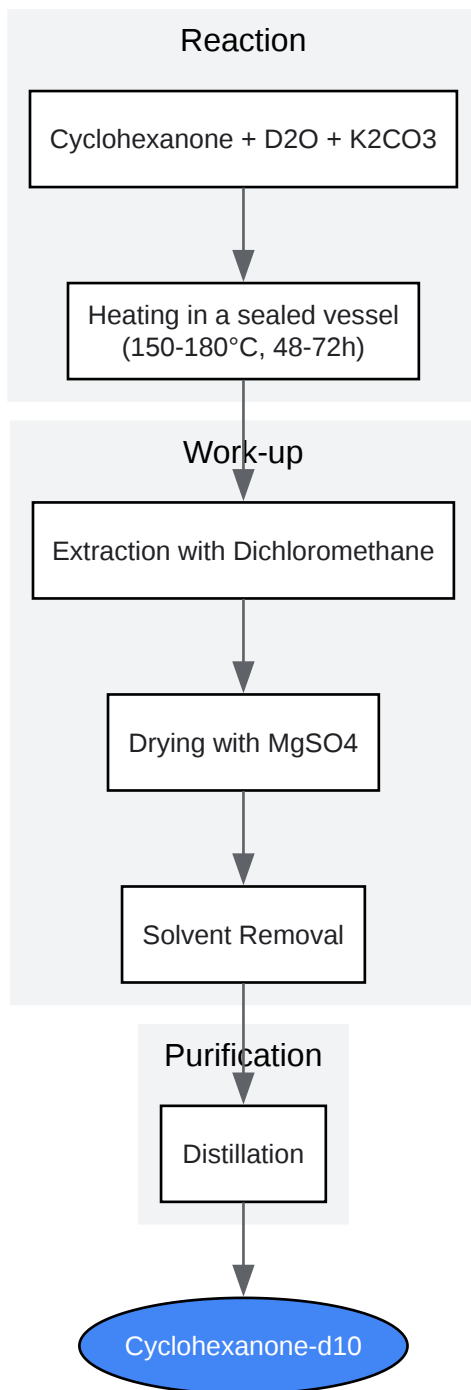 Reaction
Cyclohexanone + D2O + K2CO3
Heating in a sealed vessel
(150-180°C, 48-72h)
Work-up
Extraction with Dichloromethane
Drying with MgSO4
Solvent Removal
Purification
Distillation
Cyclohexanone-d10